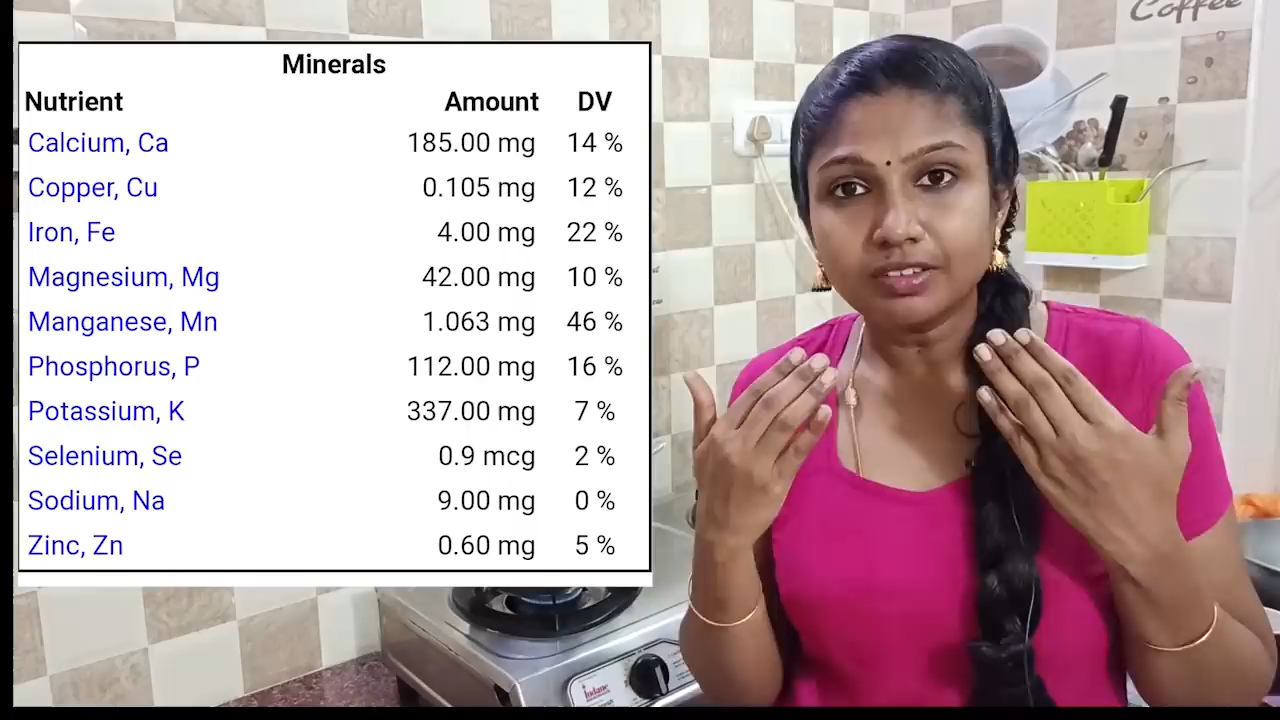 Coffee
Minerals
Nutrient Amount DV
Calcium, Ca 185.00 mg 14 %
Copper, Cu 0.105 mg 12 %
Iron, Fe 4.00 mg 22 %
Magnesium, Mg 42.00 mg 10 %
Manganese, Mn 1.063 mg 46 %
Phosphorus, P 112.00 mg 16 %
Potassium, K 337.00 mg 7 %
Selenium, Se 0.9 mcg 2 %
Sodium, Na 9.00 mg 0 %
Zinc, Zn 0.60 mg 5 %
Indane